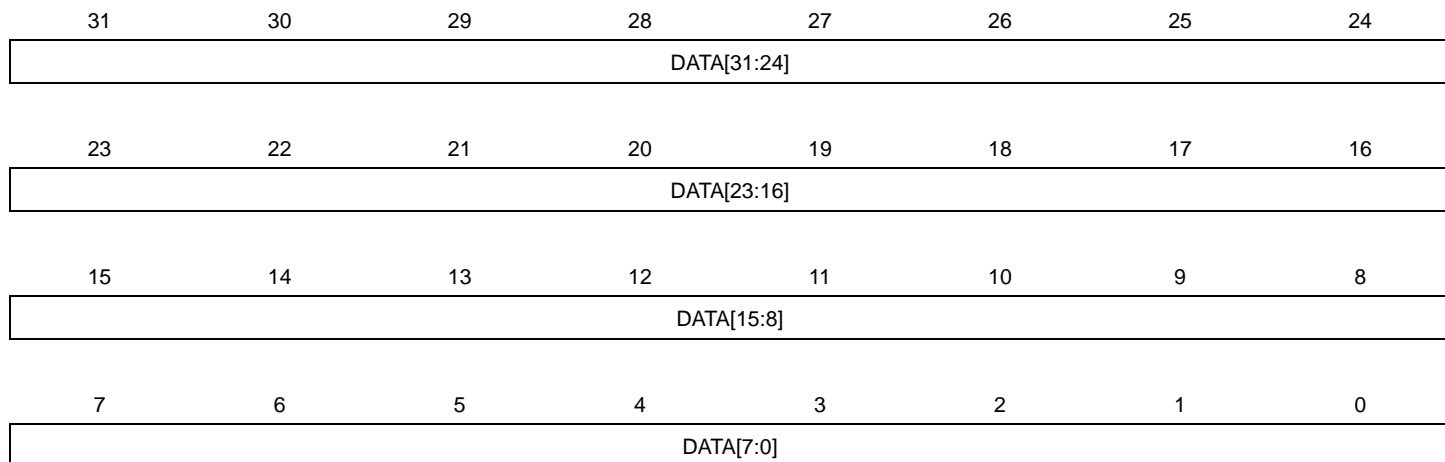 31 30 29 28 27 26 25 24
DATA[31:24]
23 22 21 20 19 18 17 16
DATA[23:16]
15 14 13 12 11 10 9 8
DATA[15:8]
7 6 5 4 3 2 1 0
DATA[7:0]